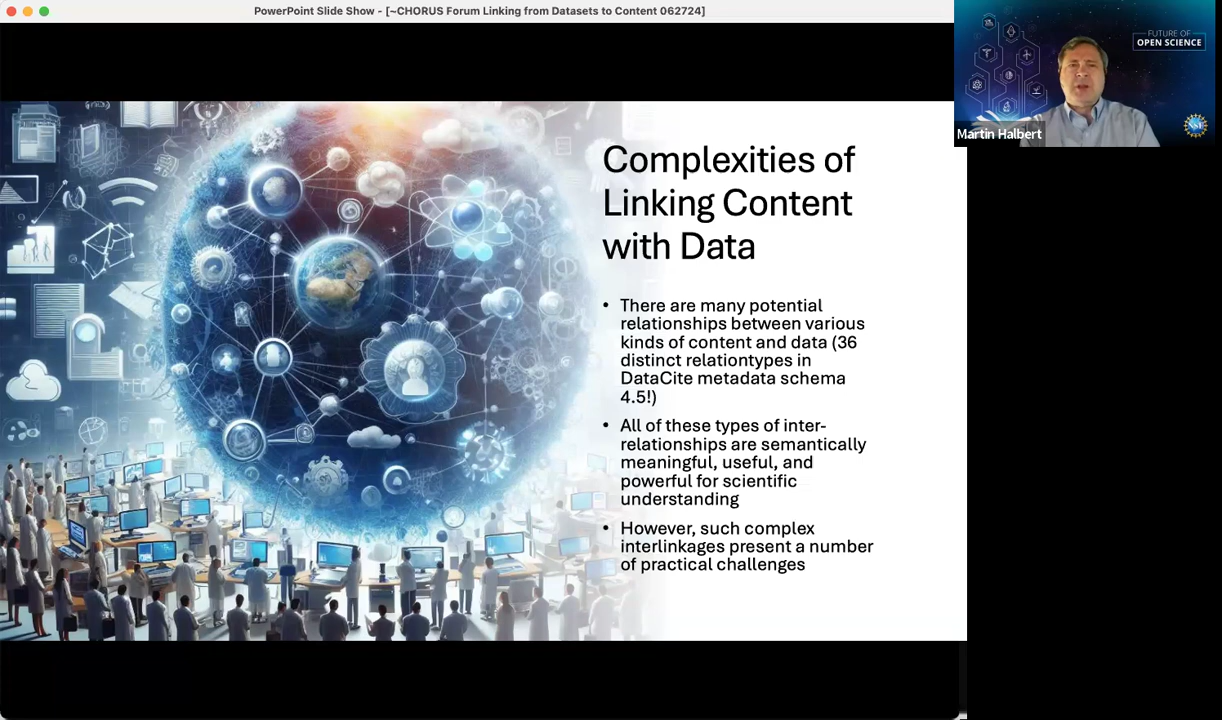 PowerPoint Slide Show - [~CHORUS Forum Linking from Datasets to Content 062724]
FUTURE OF
OPEN SCIENCE
NSF
Martin Halbert
Complexities of
Linking Content
with Data
• There are many potential
relationships between various
kinds of content and data (36
distinct relationtypes in
DataCite metadata schema
4.5!)
• All of these types of inter-
relationships are semantically
meaningful, useful, and
powerful for scientific
understanding
• However, such complex
interlinkages present a number
of practical challenges